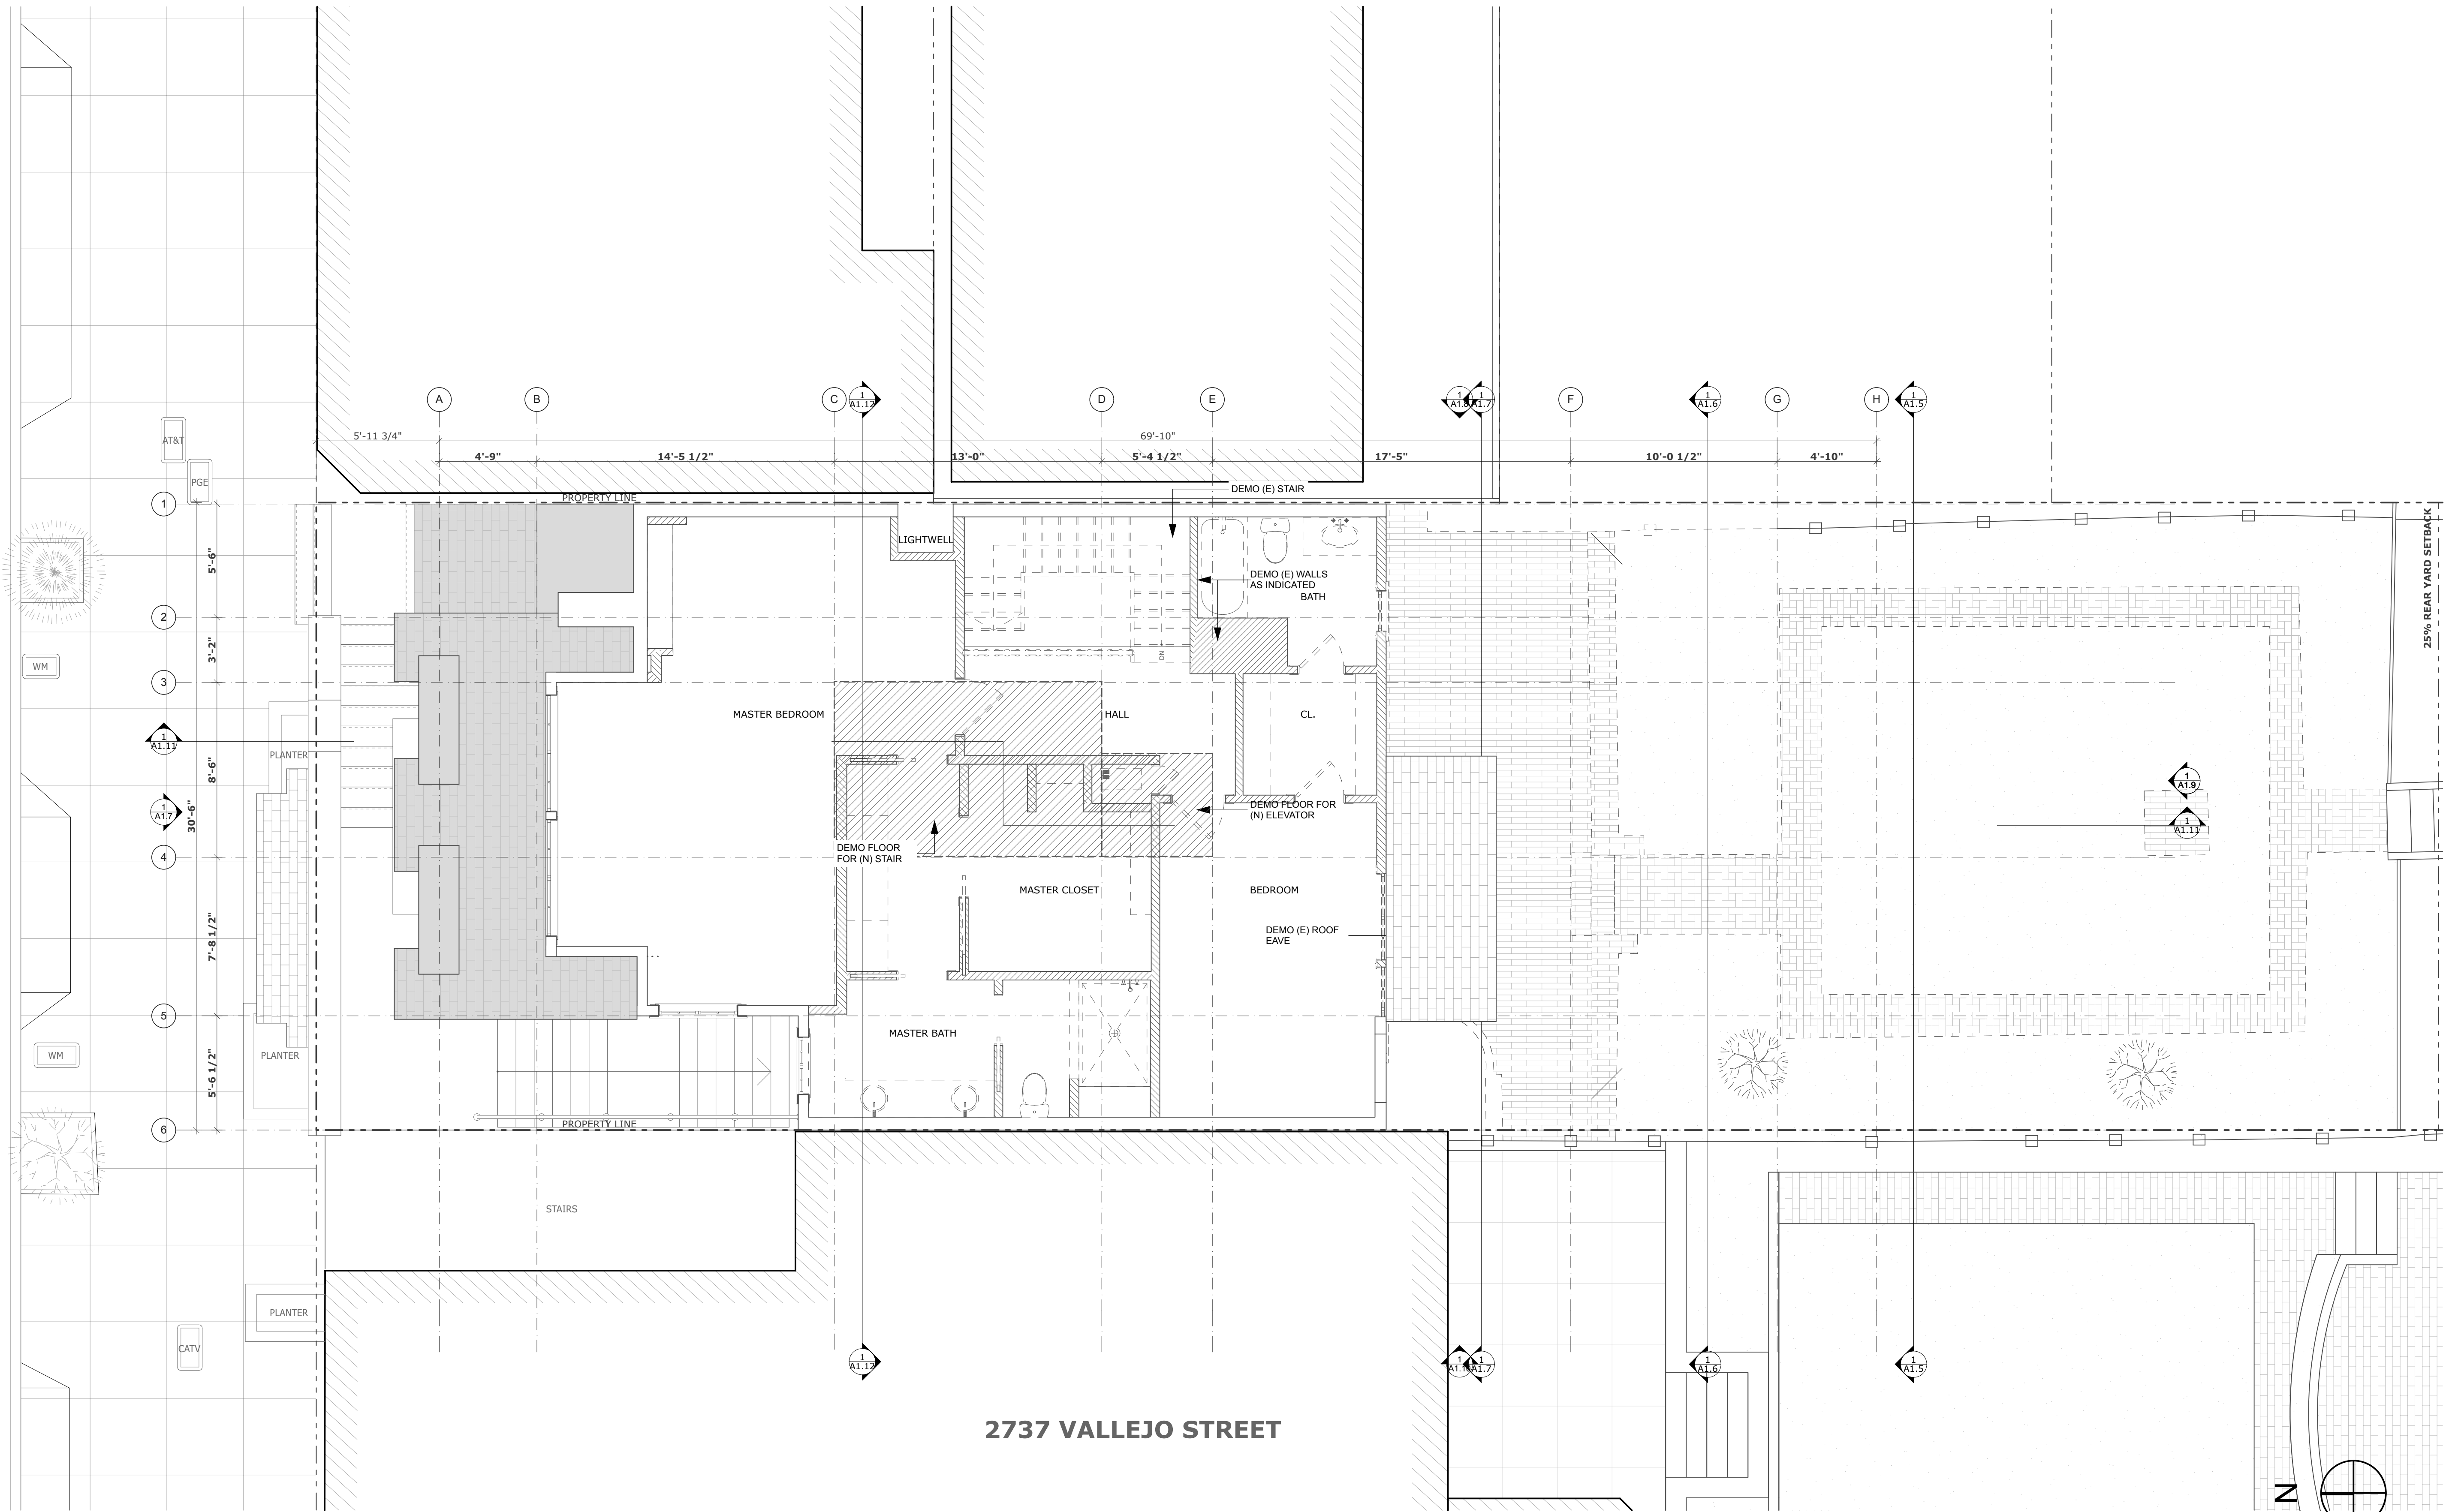 A
B
C
1
A1.12
D
E
1
A1.7
F
1
A1.6
G
H
1
A1.5
5'-11 3/4"
69'-10"
4'-9"
14'-5 1/2"
13'-0"
5'-4 1/2"
17'-5"
10'-0 1/2"
4'-10"
AT&T
PGE
1
PROPERTY LINE
DEMO (E) STAIR
25% REAR YARD SETBACK
LIGHTWELL
5'-6"
DEMO (E) WALLS
AS INDICATED
BATH
2
3'-2"
WM
DN
3
MASTER BEDROOM
HALL
CL.
1
A1.11
PLANTER
8'-6"
1
A1.9
1
A1.7
30'-6"
DEMO FLOOR FOR
(N) ELEVATOR
1
A1.11
DEMO FLOOR
FOR (N) STAIR
4
MASTER CLOSET
BEDROOM
7'-8 1/2"
DEMO (E) ROOF
EAVE
5
MASTER BATH
WM
PLANTER
5'-6 1/2"
6
PROPERTY LINE
STAIRS
PLANTER
CATV
1
A1.12
1
A1.7
1
A1.6
1
A1.5
2737 VALLEJO STREET
N